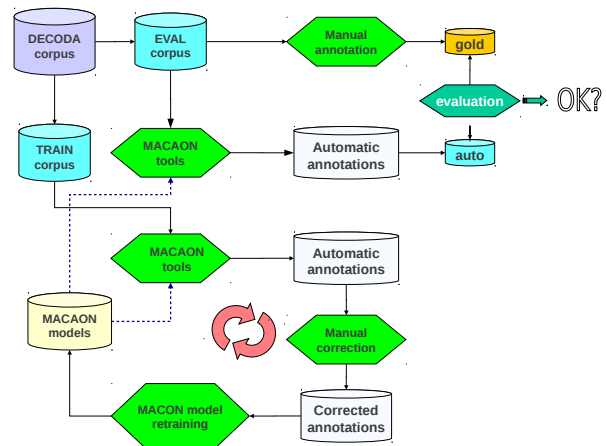 DECODA
corpus
EVAL
corpus
Manual
annotation
gold
evaluation
OK?
TRAIN
corpus
MACAON
tools
Automatic
annotations
auto
MACAON
tools
Automatic
annotations
MACAON
models
Manual
correction
MACON model
retraining
Corrected
annotations